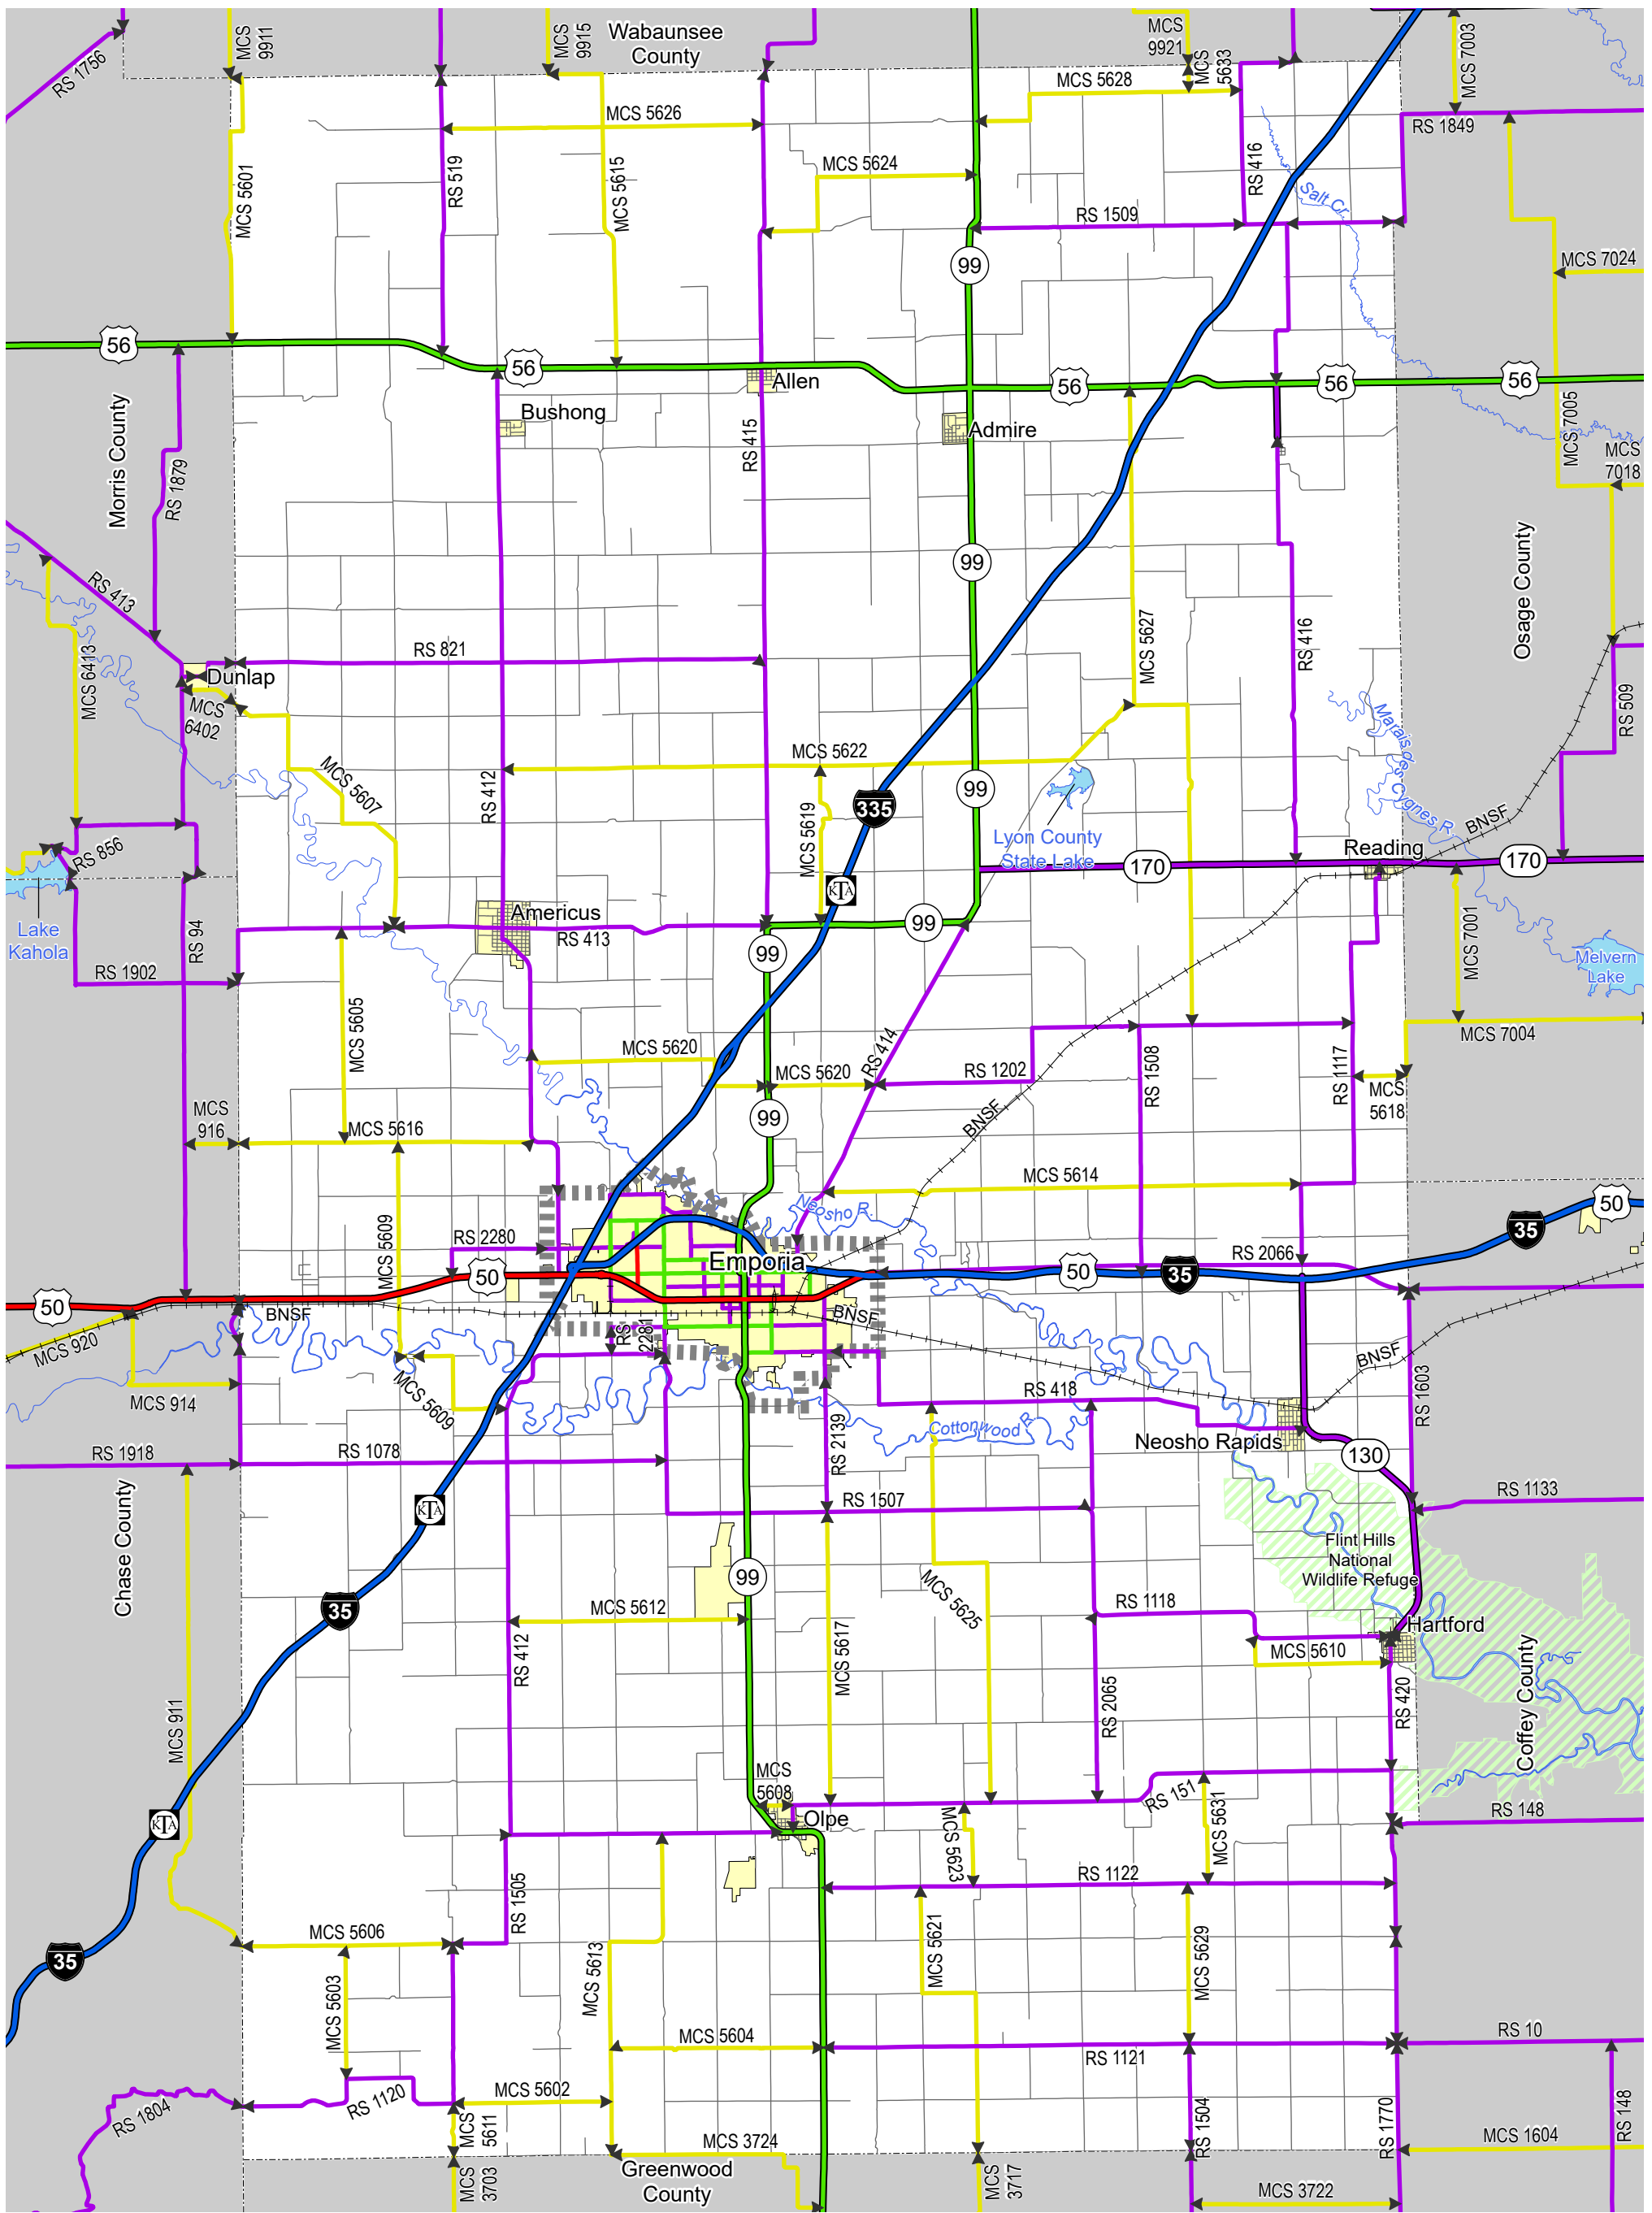 Wabaunsee
County
MCS
9911
MCS
9915
MCS
9921
MCS
5633
MCS 7003
RS 1756
MCS 5628
MCS 5626
RS 1849
MCS 5601
RS 519
MCS 5615
MCS 5624
RS 416
Salt Cr.
RS 1509
99
MCS 7024
56
56
Allen
56
56
56
Bushong
Admire
Morris County
RS 1879
RS 415
MCS 7005
MCS
7018
Osage County
99
RS 413
MCS 6413
RS 821
MCS 5627
RS 416
Dunlap
MCS
6402
RS 509
Marais des Cygnes R.
MCS 5607
RS 412
MCS 5622
99
335
MCS 5619
Lyon County
State Lake
BNSF
Reading
RS 856
170
170
KTA
Americus
RS 413
99
99
Lake
Kahola
RS 94
RS 1902
MCS 7001
Melvern
Lake
MCS 5605
MCS 5620
MCS 5620
RS 414
RS 1202
RS 1508
RS 1117
MCS 7004
MCS
5618
99
BNSF
MCS
916
MCS 5616
MCS 5614
Neosho R.
MCS 5609
RS 2280
50
Emporia
50
35
RS 2066
35
50
50
BNSF
RS
2281
BNSF
MCS 920
BNSF
MCS 914
MCS 5609
RS 418
RS 1603
Cottonwood R.
RS 2139
Neosho Rapids
130
RS 1918
RS 1078
RS 1507
RS 1133
KTA
Chase County
Flint Hills
National
Wildlife Refuge
99
35
MCS 5612
MCS 5625
RS 1118
Hartford
MCS 5610
RS 412
MCS 5617
RS 2065
RS 420
Coffey County
MCS 911
MCS
5608
RS 151
MCS 5631
Olpe
RS 148
KTA
MCS 5623
RS 1122
RS 1505
MCS 5606
MCS 5621
MCS 5629
35
MCS 5613
MCS 5603
MCS 5604
RS 1121
RS 10
RS 1804
RS 1120
MCS 5602
MCS
5611
RS 1504
RS 1770
RS 148
MCS 3724
MCS 1604
Greenwood
County
MCS
3703
MCS
3717
MCS 3722